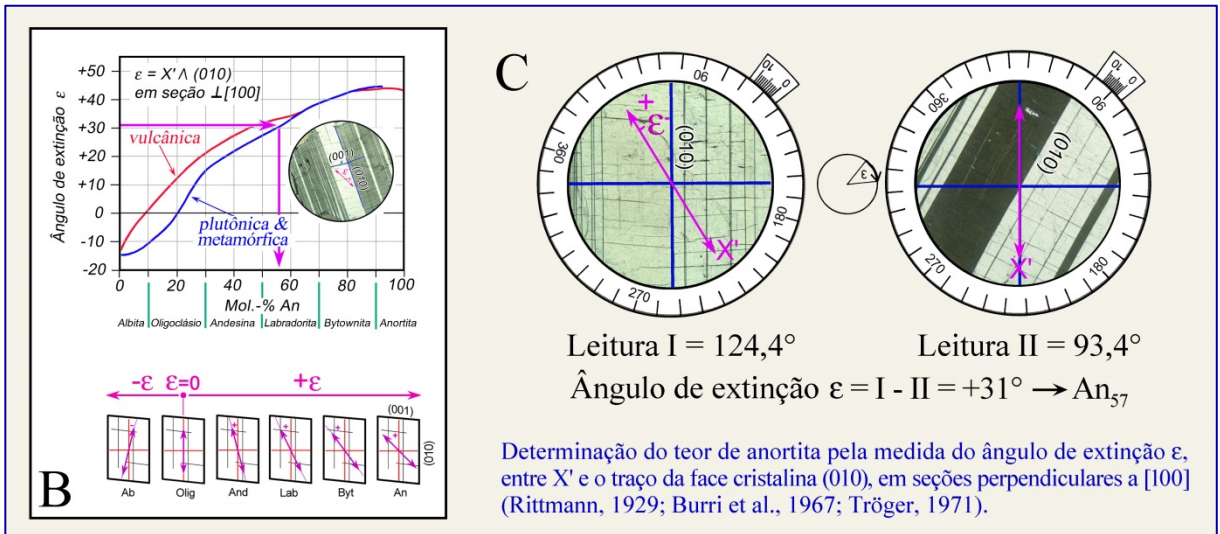 +50
+40
+30
+20
+10
0
-10
-20
Ângulo de extinção ε
ε = X' Λ (010)
em seção ⊥[100]
vulcânica
plutônica &
metamórfica
(001)
(010)
ε
0 20 40 60 80 100
Mol.-% An
Albita Oligoclásio Andesina Labradorita Bytownita Anortita
-ε ε=0 +ε
(001)
(010)
+ + + +
Ab Olig And Lab Byt An
B
C
0 10
90
360
180
270
+
ε
(010)
X'
ε
0 10
360
90
180
270
(010)
X'
Leitura I = 124,4°
Leitura II = 93,4°
Ângulo de extinção ε = I - II = +31° → An57
Determinação do teor de anortita pela medida do ângulo de extinção ε,
entre X' e o traço da face cristalina (010), em seções perpendiculares a [100]
(Rittmann, 1929; Burri et al., 1967; Tröger, 1971).